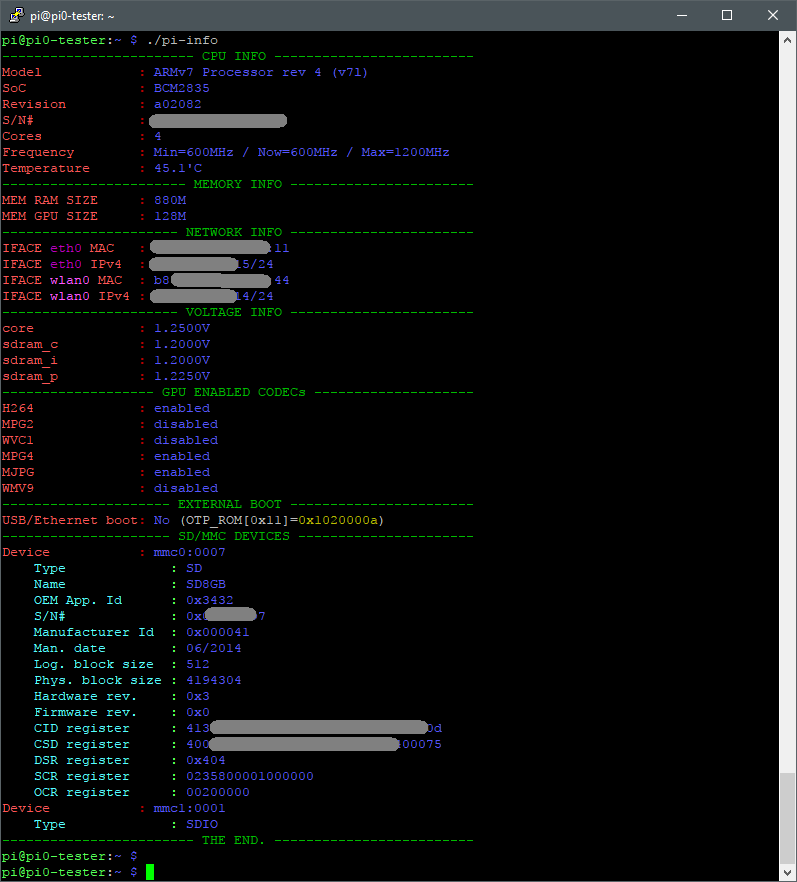 pi@pi0-tester: ~
pi@pi0-tester:~ $ ./pi-info
------------------------ CPU INFO -------------------------
Model : ARMv7 Processor rev 4 (v7l)
SoC : BCM2835
Revision : a02082
S/N# :
Cores : 4
Frequency : Min=600MHz / Now=600MHz / Max=1200MHz
Temperature : 45.1'C
----------------------- MEMORY INFO -----------------------
MEM RAM SIZE : 880M
MEM GPU SIZE : 128M
---------------------- NETWORK INFO -----------------------
IFACE eth0 MAC : 11
IFACE eth0 IPv4 : 15/24
IFACE wlan0 MAC : b8 44
IFACE wlan0 IPv4 : 14/24
---------------------- VOLTAGE INFO -----------------------
core : 1.2500V
sdram_c : 1.2000V
sdram_i : 1.2000V
sdram_p : 1.2250V
------------------- GPU ENABLED CODECs --------------------
H264 : enabled
MPG2 : disabled
WVC1 : disabled
MPG4 : enabled
MJPG : enabled
WMV9 : disabled
--------------------- EXTERNAL BOOT -----------------------
USB/Ethernet boot: No (OTP_ROM[0x11]=0x1020000a)
--------------------- SD/MMC DEVICES ----------------------
Device : mmc0:0007
Type : SD
Name : SD8GB
OEM App. Id : 0x3432
S/N# : 0x 7
Manufacturer Id : 0x000041
Man. date : 06/2014
Log. block size : 512
Phys. block size : 4194304
Hardware rev. : 0x3
Firmware rev. : 0x0
CID register : 413 0d
CSD register : 400 400075
DSR register : 0x404
SCR register : 0235800001000000
OCR register : 00200000
Device : mmc1:0001
Type : SDIO
------------------------ THE END. -------------------------
pi@pi0-tester:~ $
pi@pi0-tester:~ $